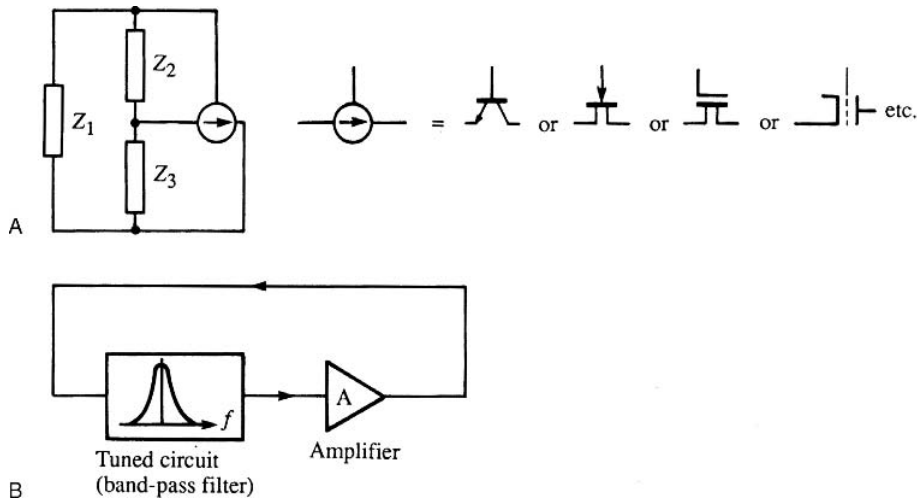 Z2
Z1
Z3
= or or or etc.
A
f
A
Tuned circuit
(band-pass filter)
Amplifier
B